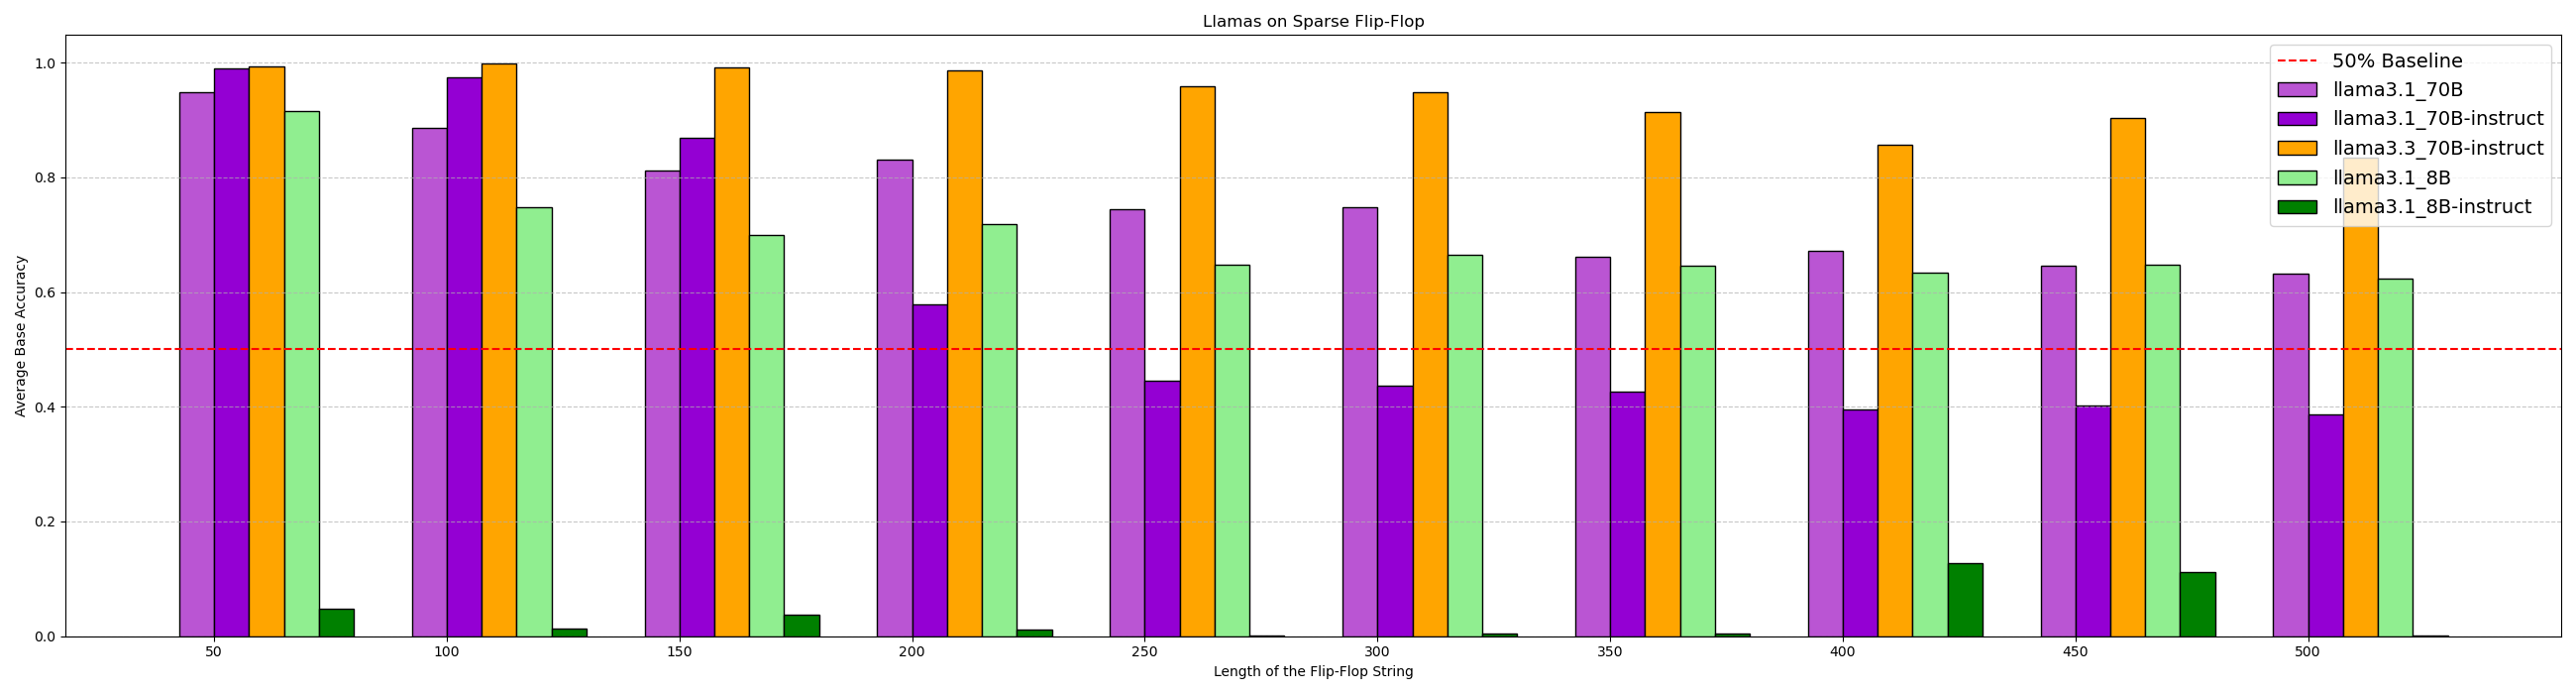 Llamas on Sparse Flip-Flop
50% Baseline
llama3.1_70B
llama3.1_70B-instruct
llama3.3_70B-instruct
llama3.1_8B
llama3.1_8B-instruct
Average Base Accuracy
1.0
0.8
0.6
0.4
0.2
0.0
50 100 150 200 250 300 350 400 450 500
Length of the Flip-Flop String